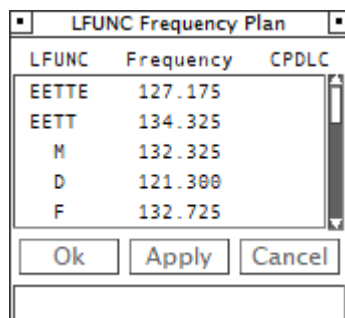 LFUNC Frequency Plan
LFUNC Frequency CPDLC
EETTE 127.175
EETT 134.325
M 132.325
D 121.300
F 132.725
Ok Apply Cancel